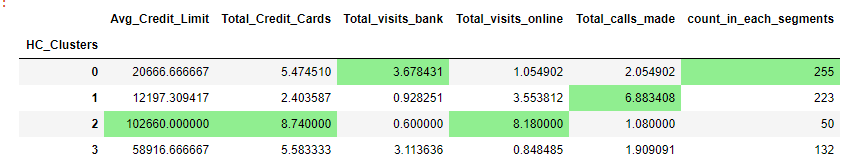 Avg_Credit_Limit Total_Credit_Cards Total_visits_bank Total_visits_online Total_calls_made count_in_each_segments
HC_Clusters
0 20666.666667 5.474510 3.678431 1.054902 2.054902 255
1 12197.309417 2.403587 0.928251 3.553812 6.883408 223
2 102660.000000 8.740000 0.600000 8.180000 1.080000 50
3 58916.666667 5.583333 3.113636 0.848485 1.909091 132